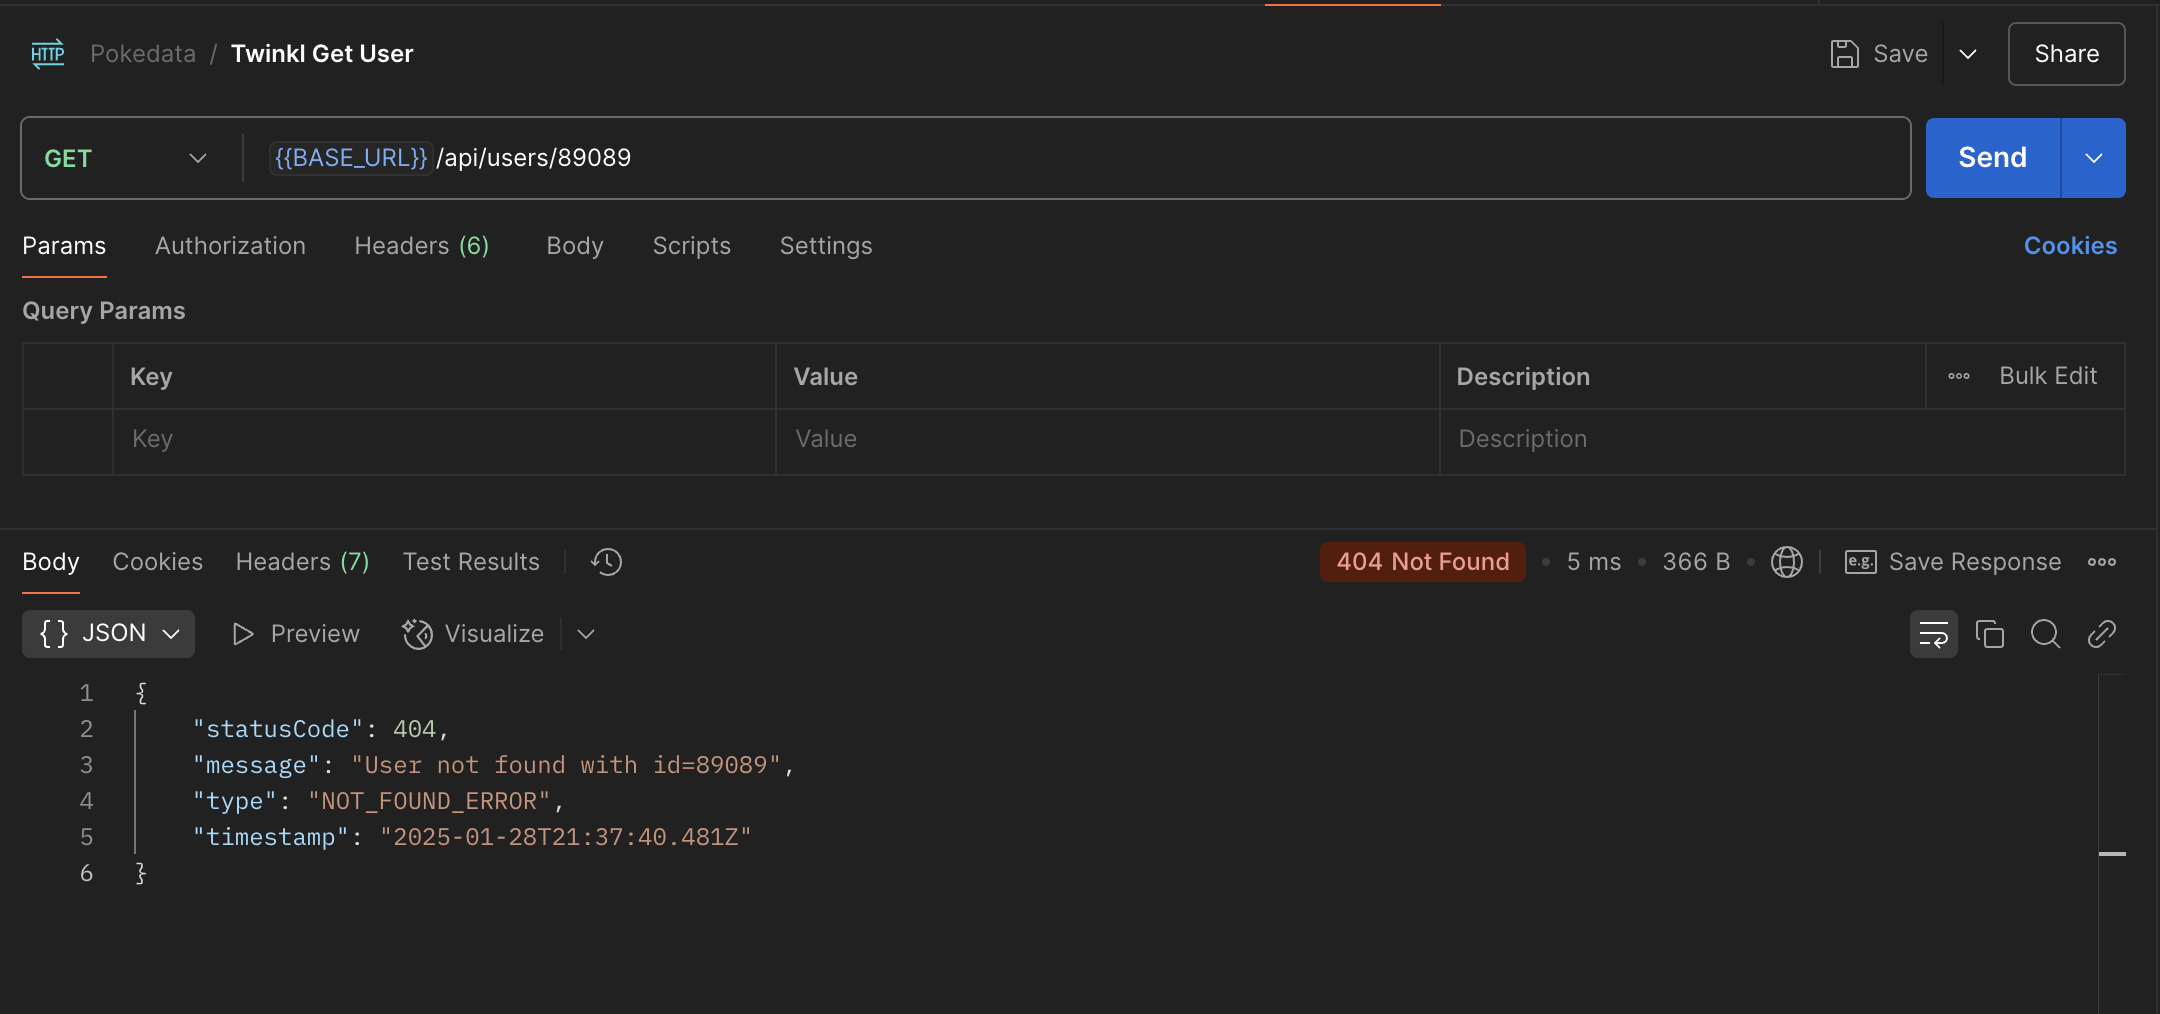 HTTP Pokedata / Twinkl Get User Save Share
GET {{BASE_URL}}/api/users/89089 Send
Params Authorization Headers (6) Body Scripts Settings Cookies
Query Params
Key Value Description Bulk Edit
Key Value Description
Body Cookies Headers (7) Test Results 404 Not Found • 5 ms • 366 B • e.g. Save Response
{} JSON Preview Visualize
1 {
2 "statusCode": 404,
3 "message": "User not found with id=89089",
4 "type": "NOT_FOUND_ERROR",
5 "timestamp": "2025-01-28T21:37:40.481Z"
6 }